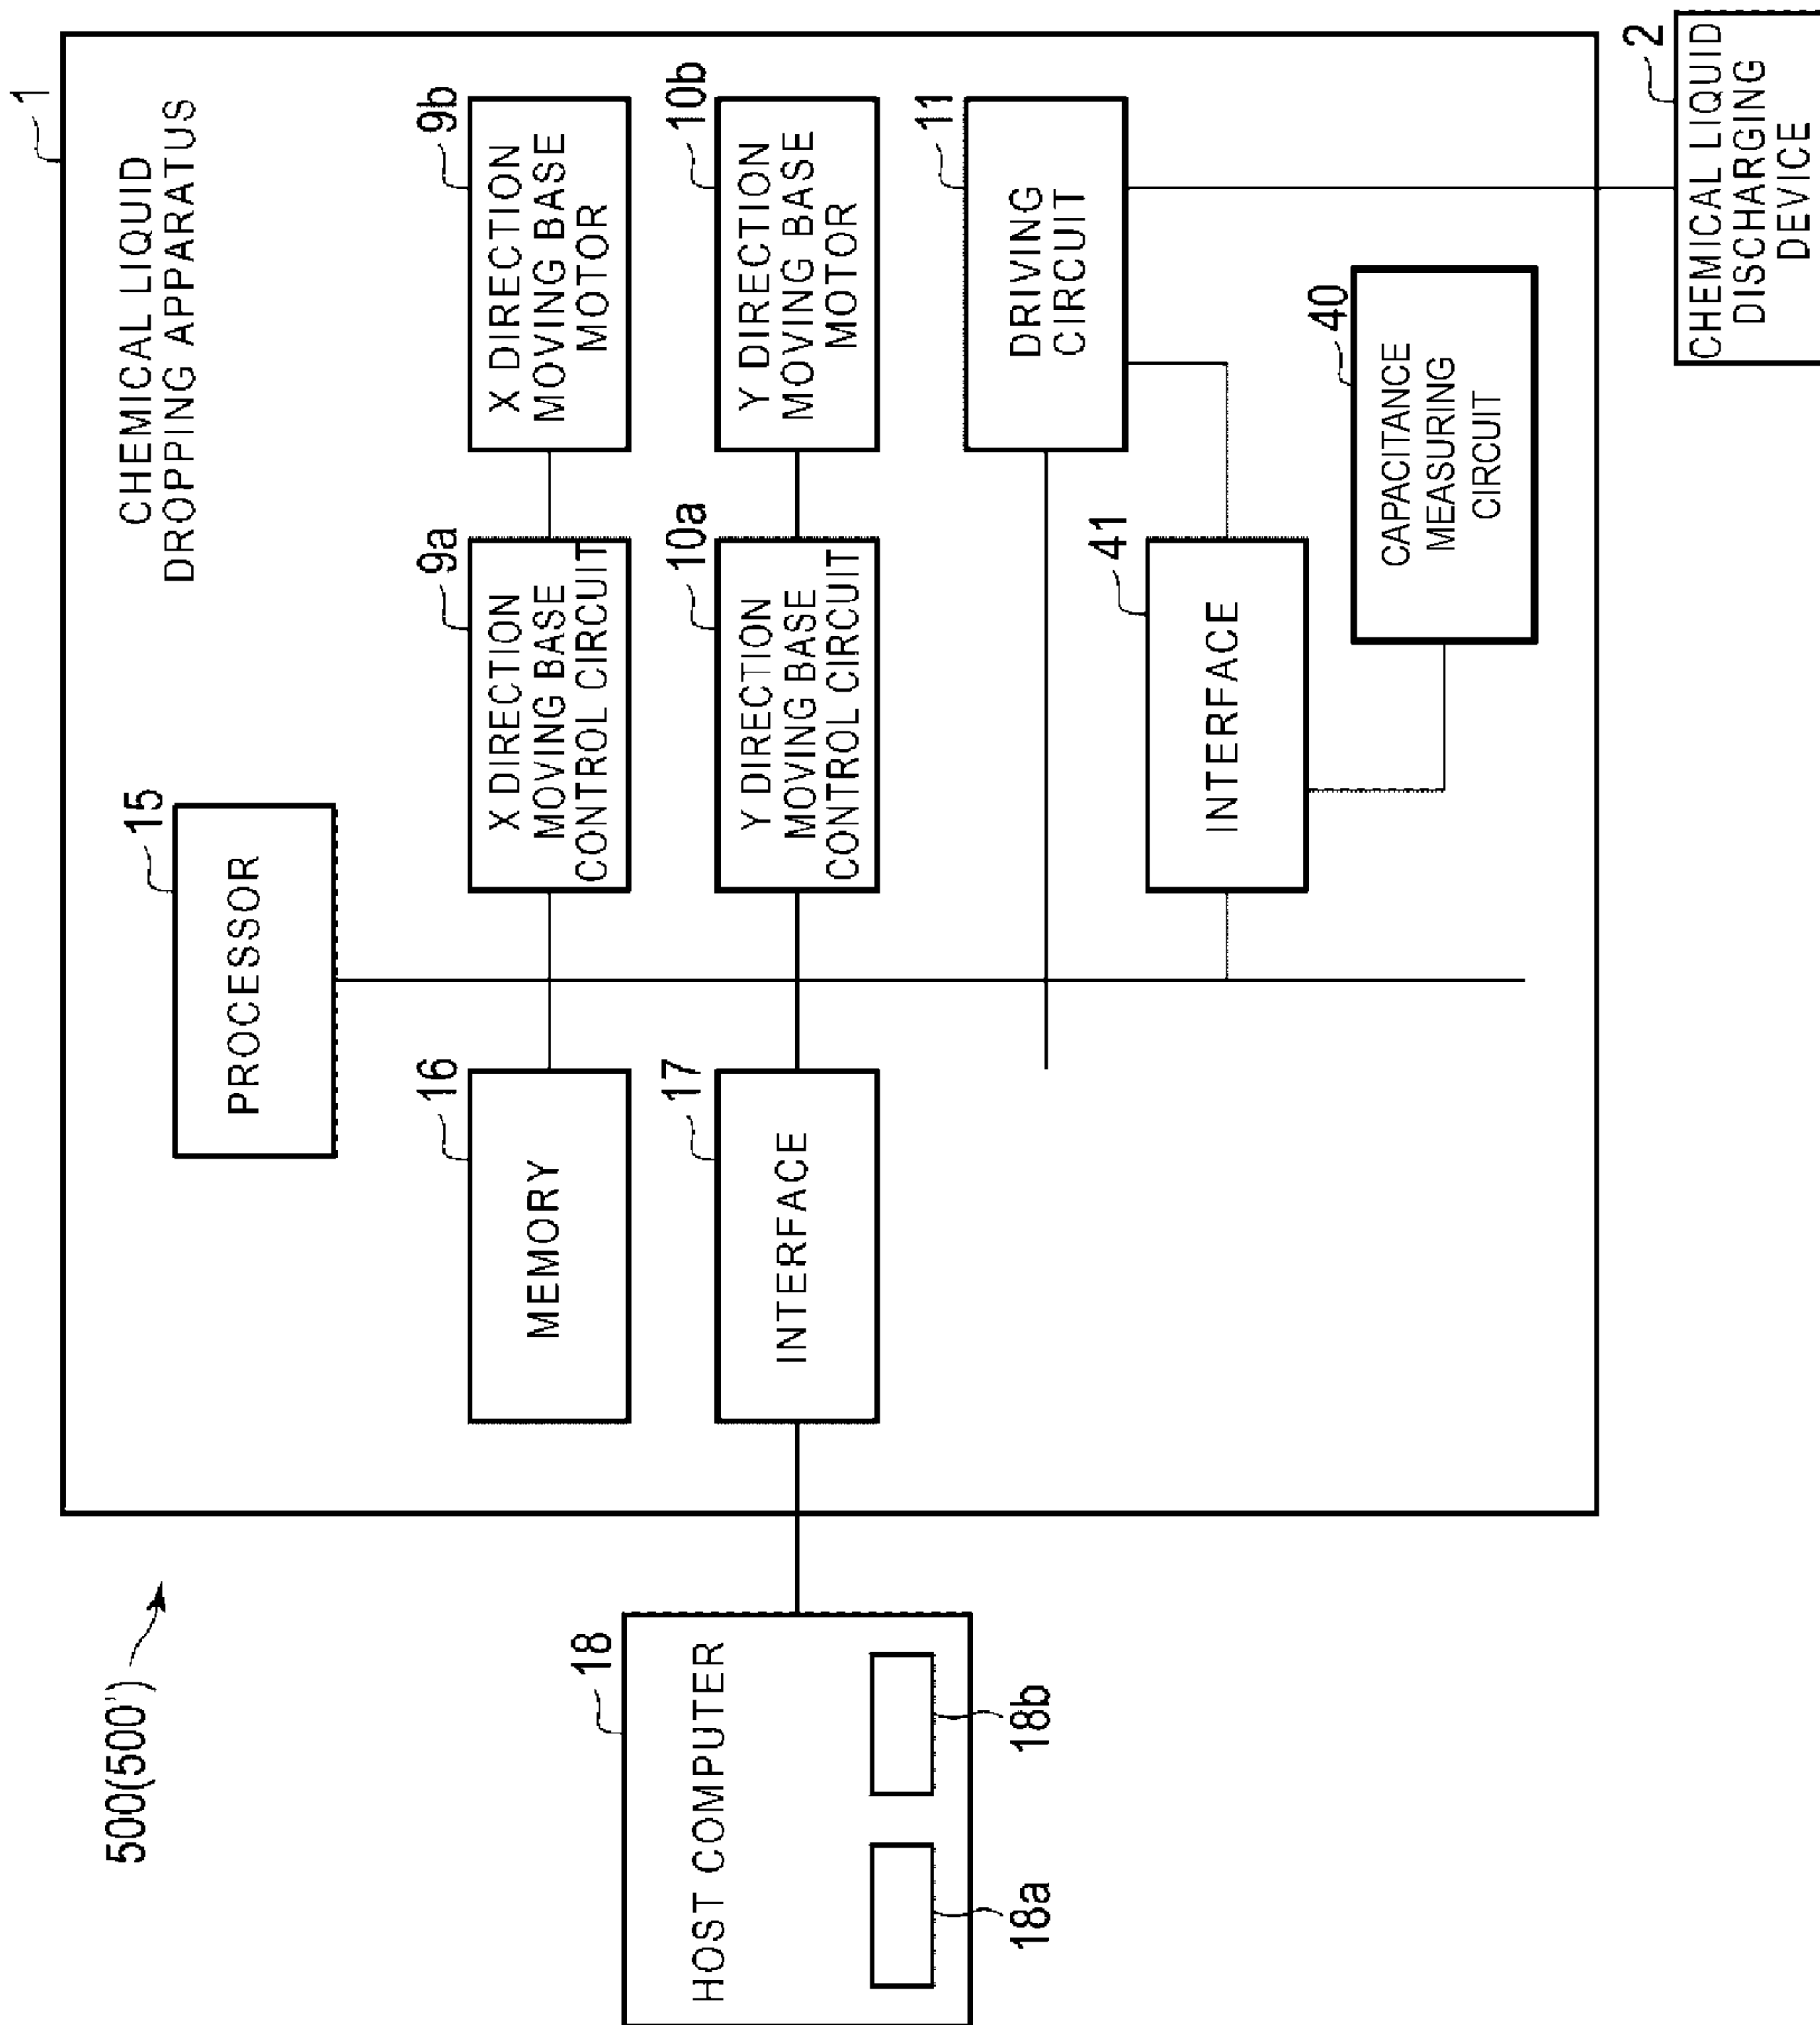 500(500')
1
CHEMICAL LIQUID
DROPPING APPARATUS
15
PROCESSOR
16
MEMORY
9a
X DIRECTION
MOVING BASE
CONTROL CIRCUIT
9b
X DIRECTION
MOVING BASE
MOTOR
18
HOST COMPUTER
18a
18b
17
INTERFACE
10a
Y DIRECTION
MOVING BASE
CONTROL CIRCUIT
10b
Y DIRECTION
MOVING BASE
MOTOR
11
DRIVING
CIRCUIT
41
INTERFACE
40
CAPACITANCE
MEASURING
CIRCUIT
2
CHEMICAL LIQUID
DISCHARGING
DEVICE